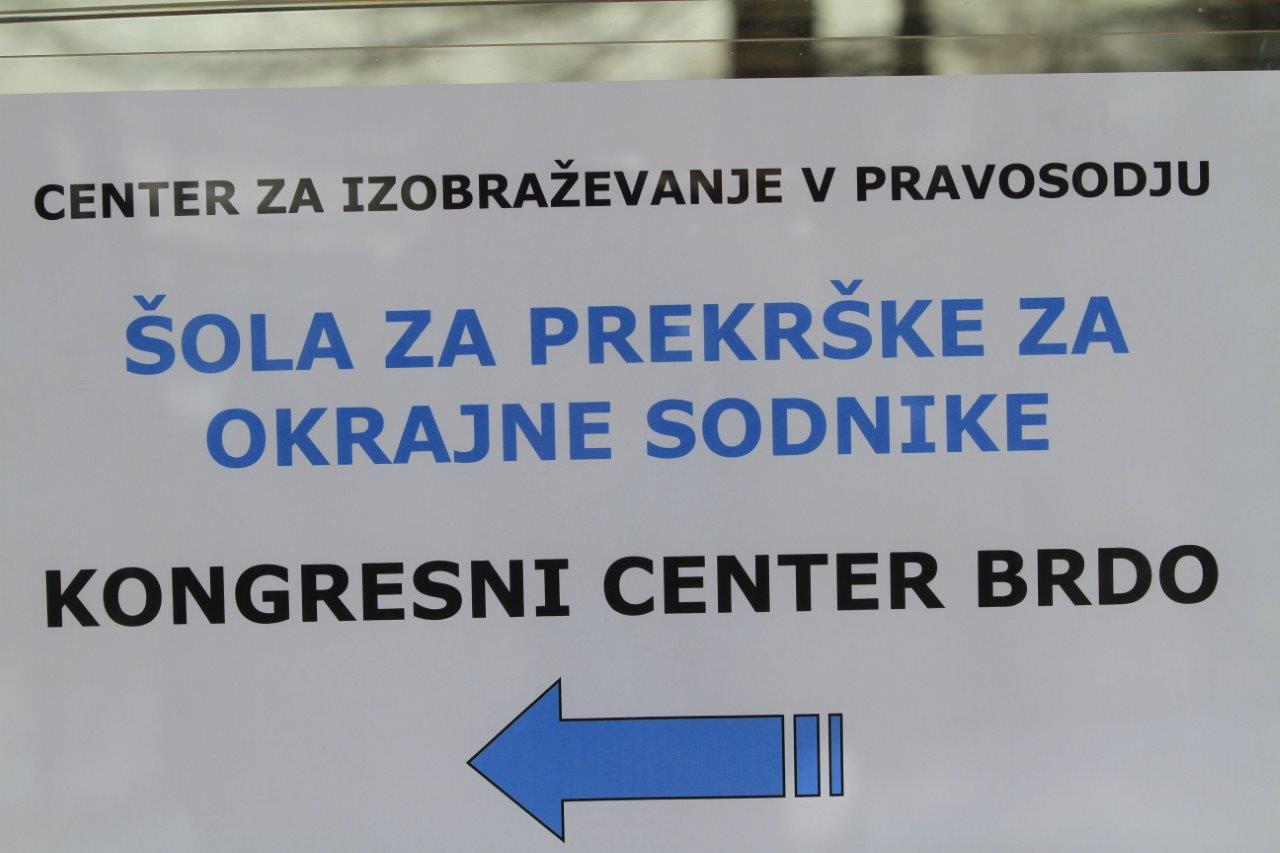 CENTER ZA IZOBRAŽEVANJE V PRAVOSODJU
ŠOLA ZA PREKRŠKE ZA
OKRAJNE SODNIKE
KONGRESNI CENTER BRDO